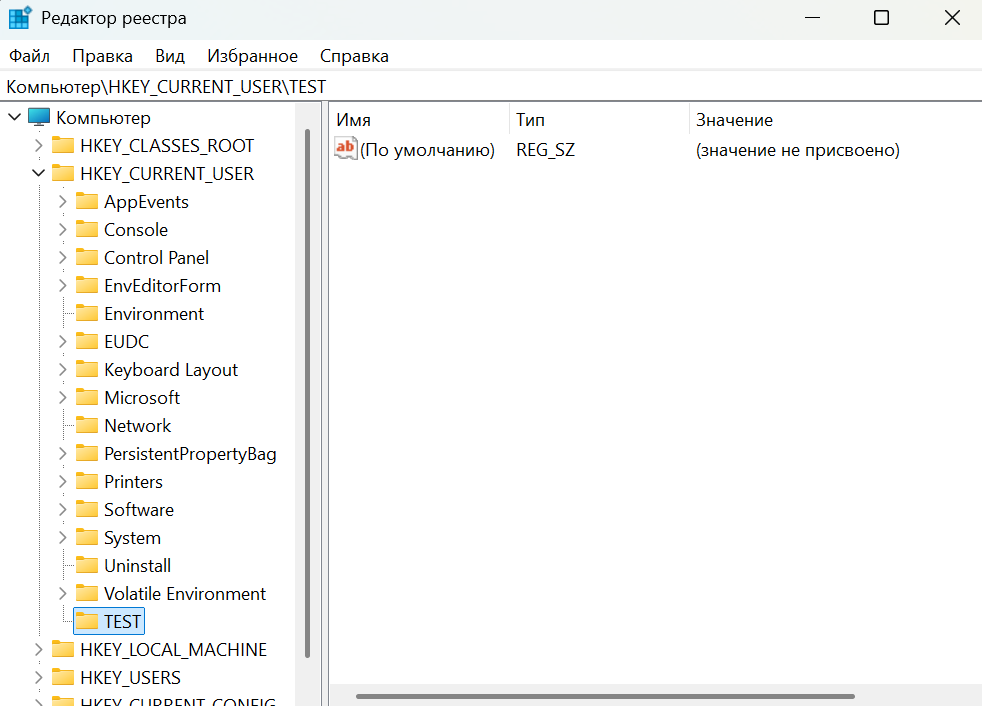 Редактор реестра
Файл Правка Вид Избранное Справка
Компьютер\HKEY_CURRENT_USER\TEST
Компьютер
HKEY_CLASSES_ROOT
HKEY_CURRENT_USER
AppEvents
Console
Control Panel
EnvEditorForm
Environment
EUDC
Keyboard Layout
Microsoft
Network
PersistentPropertyBag
Printers
Software
System
Uninstall
Volatile Environment
TEST
HKEY_LOCAL_MACHINE
HKEY_USERS
HKEY_CURRENT_CONFIG
Имя Тип Значение
ab (По умолчанию) REG_SZ (значение не присвоено)